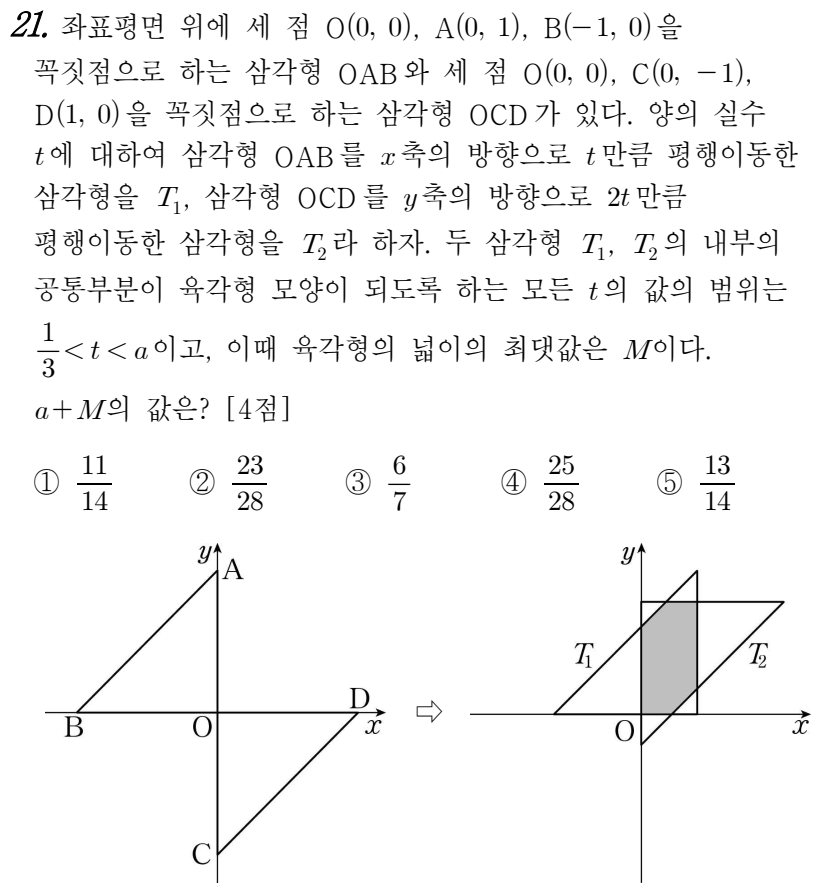 21. 좌표평면 위에 세 점 O(0, 0), A(0, 1), B(−1, 0)을
꼭짓점으로 하는 삼각형 OAB와 세 점 O(0, 0), C(0, −1),
D(1, 0)을 꼭짓점으로 하는 삼각형 OCD가 있다. 양의 실수
t에 대하여 삼각형 OAB를 x축의 방향으로 t만큼 평행이동한
삼각형을 T₁, 삼각형 OCD를 y축의 방향으로 2t만큼
평행이동한 삼각형을 T₂라 하자. 두 삼각형 T₁, T₂의 내부의
공통부분이 육각형 모양이 되도록 하는 모든 t의 값의 범위는
1/3 < t < a이고, 이때 육각형의 넓이의 최댓값은 M이다.
a+M의 값은? [4점]
① 11/14 ② 23/28 ③ 6/7 ④ 25/28 ⑤ 13/14
y A B O D x C
⇨
y T₁ T₂ O x